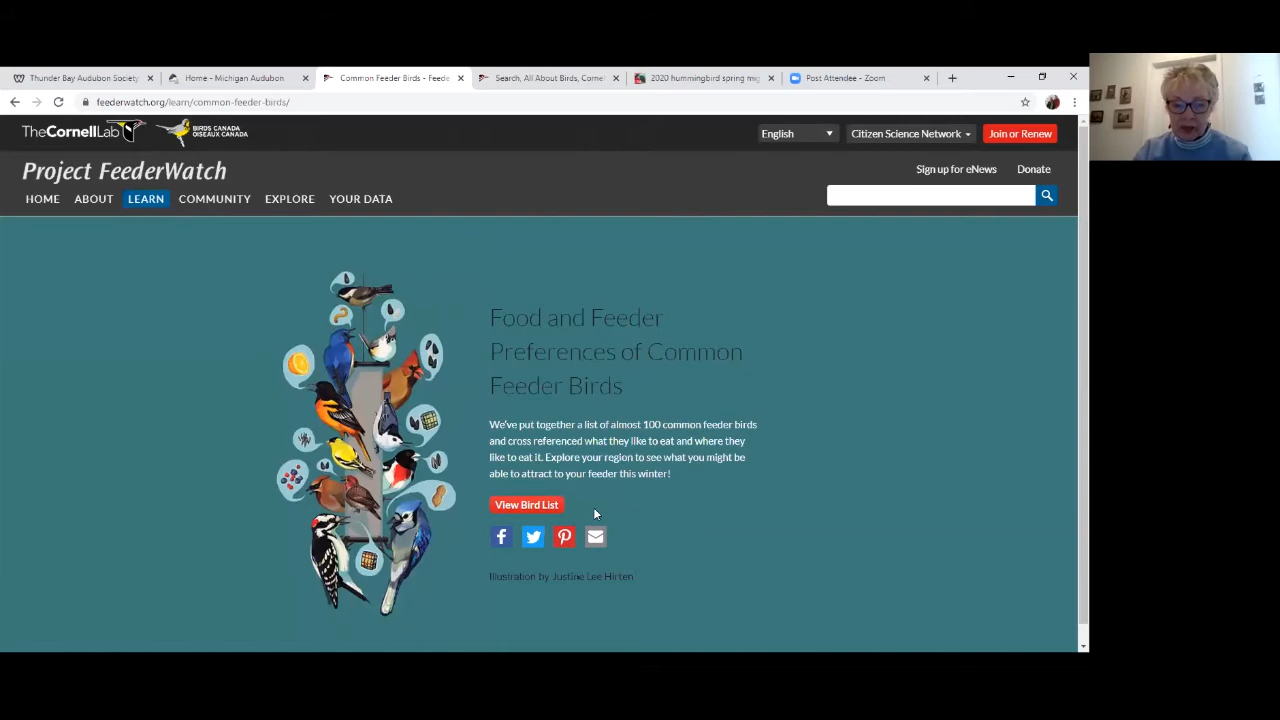 Thunder Bay Audubon Society
Home - Michigan Audubon
Common Feeder Birds - Feede
Search, All About Birds, Cornel
2020 hummingbird spring mig
Post Attendee - Zoom
feederwatch.org/learn/common-feeder-birds/
TheCornellLab
BIRDS CANADA
OISEAUX CANADA
English
Citizen Science Network
Join or Renew
Project FeederWatch
Sign up for eNews
Donate
HOME
ABOUT
LEARN
COMMUNITY
EXPLORE
YOUR DATA
Food and Feeder
Preferences of Common
Feeder Birds
We've put together a list of almost 100 common feeder birds
and cross referenced what they like to eat and where they
like to eat it. Explore your region to see what you might be
able to attract to your feeder this winter!
View Bird List
Illustration by Justine Lee Hirten